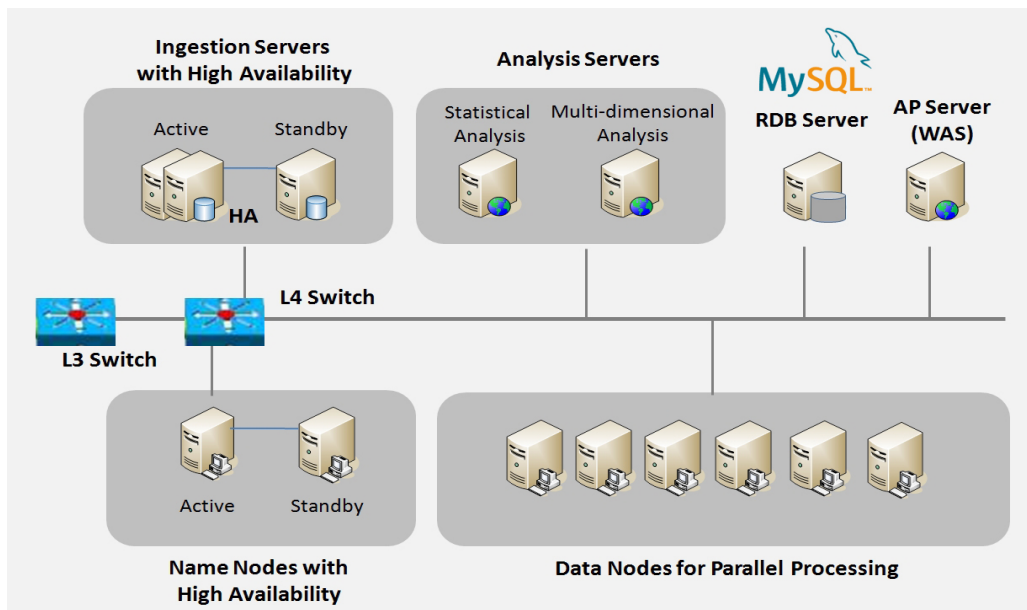 Ingestion Servers
with High Availability
Active
Standby
HA
Analysis Servers
Statistical
Analysis
Multi-dimensional
Analysis
MySQL™
RDB Server
AP Server
(WAS)
L4 Switch
L3 Switch
Active
Standby
Name Nodes with
High Availability
Data Nodes for Parallel Processing